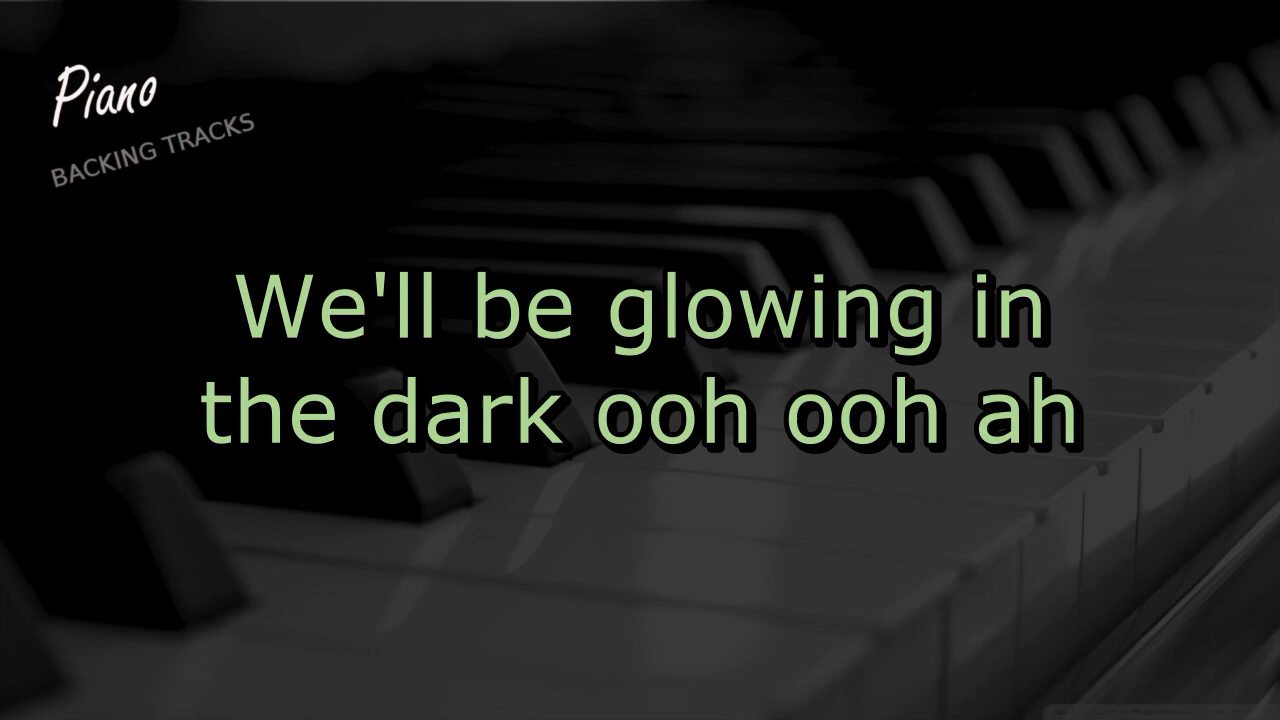 Piano
BACKING TRACKS
We'll be glowing in
the dark ooh ooh ah